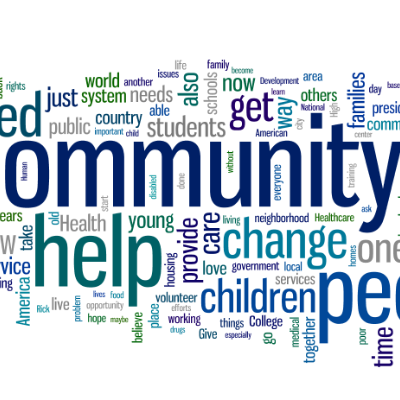 life
family
become
rights
world
another
issues
also
schools
now
Development
learn
area
families
day
base
ed
just
system
needs
able
get
way
others
National
High
presi
public
country
important
child
students
American
city
comm
center
ommunity
Human
disabled
done
without
everyone
training
ears
old
Health
start
young
provide
care
living
neighborhood
Healthcare
ask
w
take
help
change
one
vice
ing
America
housing
love
government
local
services
homes
peo
Rick
live
lives
Food
problem
opportunity
hope
maybe
believe
place
volunteer
efforts
working
drugs
children
Give
things
especially
College
go
medical
together
poor
time